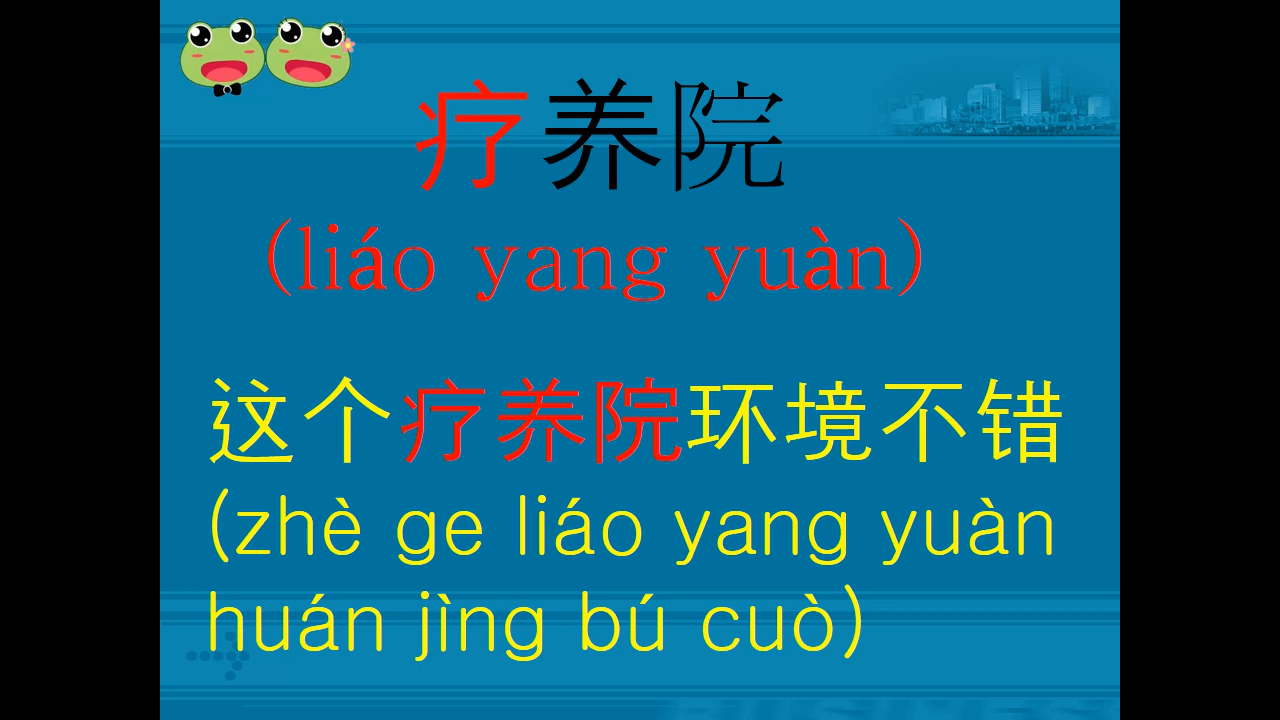 疗养院
(liáo yang yuàn)
这个疗养院环境不错
(zhè ge liáo yang yuàn
huán jìng bú cuò)